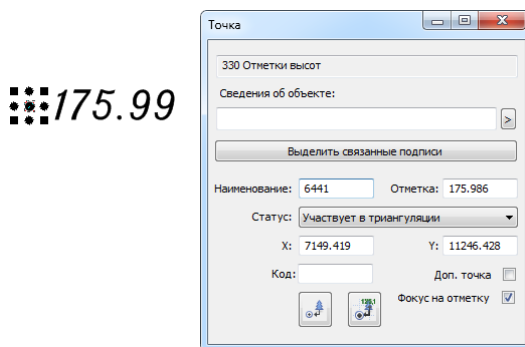 175.99
Точка
330 Отметки высот
Сведения об объекте:
>
Выделить связанные подписи
Наименование: 6441 Отметка: 175.986
Статус: Участвует в триангуляции
X: 7149.419 Y: 11246.428
Код: Доп. точка
Фокус на отметку